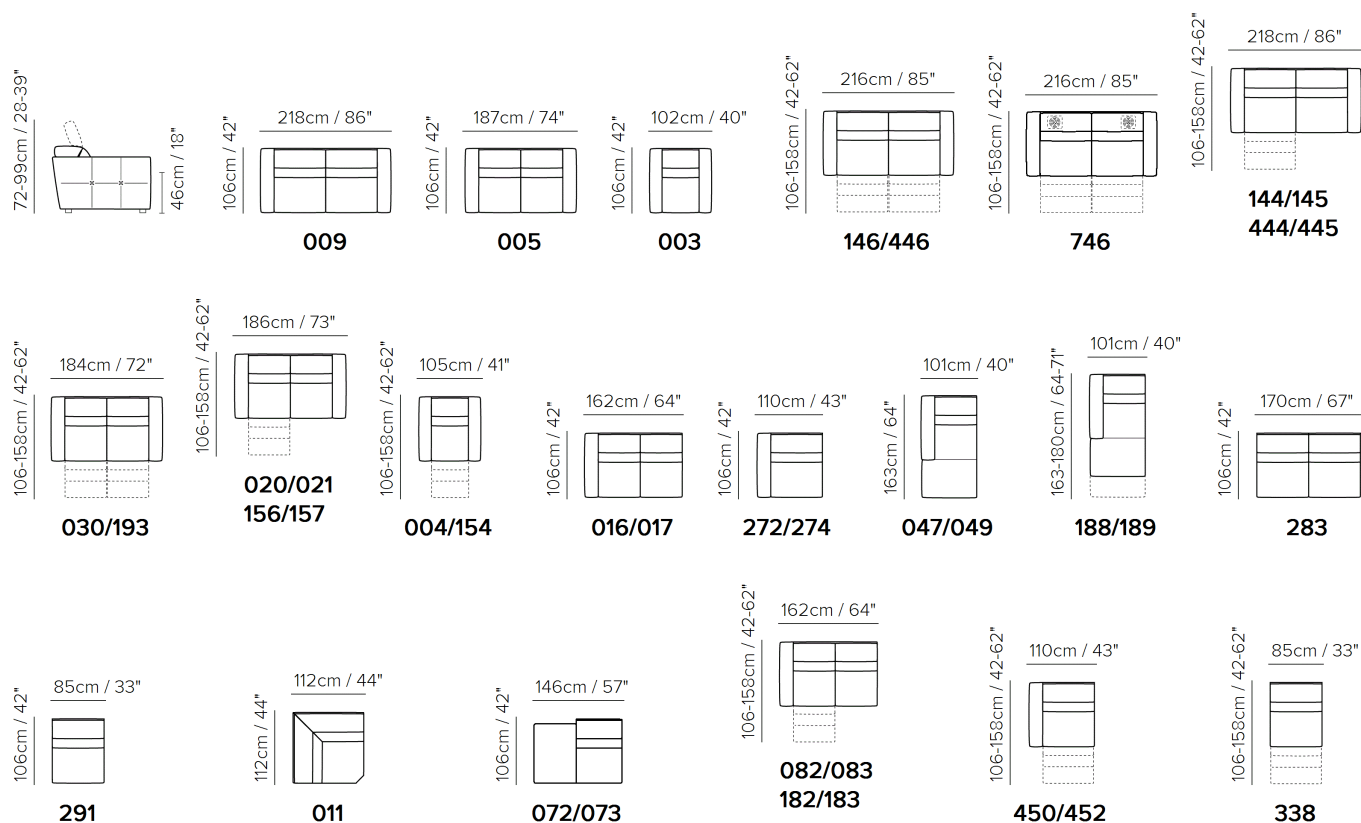 72-99cm / 28-39"
46cm / 18"
218cm / 86"
106cm / 42"
009
187cm / 74"
106cm / 42"
005
102cm / 40"
106cm / 42"
003
216cm / 85"
106-158cm / 42-62"
146/446
216cm / 85"
106-158cm / 42-62"
746
218cm / 86"
106-158cm / 42-62"
144/145
444/445
184cm / 72"
106-158cm / 42-62"
030/193
186cm / 73"
106-158cm / 42-62"
020/021
156/157
105cm / 41"
106-158cm / 42-62"
004/154
162cm / 64"
106cm / 42"
016/017
110cm / 43"
106cm / 42"
272/274
101cm / 40"
163cm / 64"
047/049
101cm / 40"
163-180cm / 64-71"
188/189
170cm / 67"
106cm / 42"
283
85cm / 33"
106cm / 42"
291
112cm / 44"
112cm / 44"
011
146cm / 57"
106cm / 42"
072/073
162cm / 64"
106-158cm / 42-62"
082/083
182/183
110cm / 43"
106-158cm / 42-62"
450/452
85cm / 33"
106-158cm / 42-62"
338